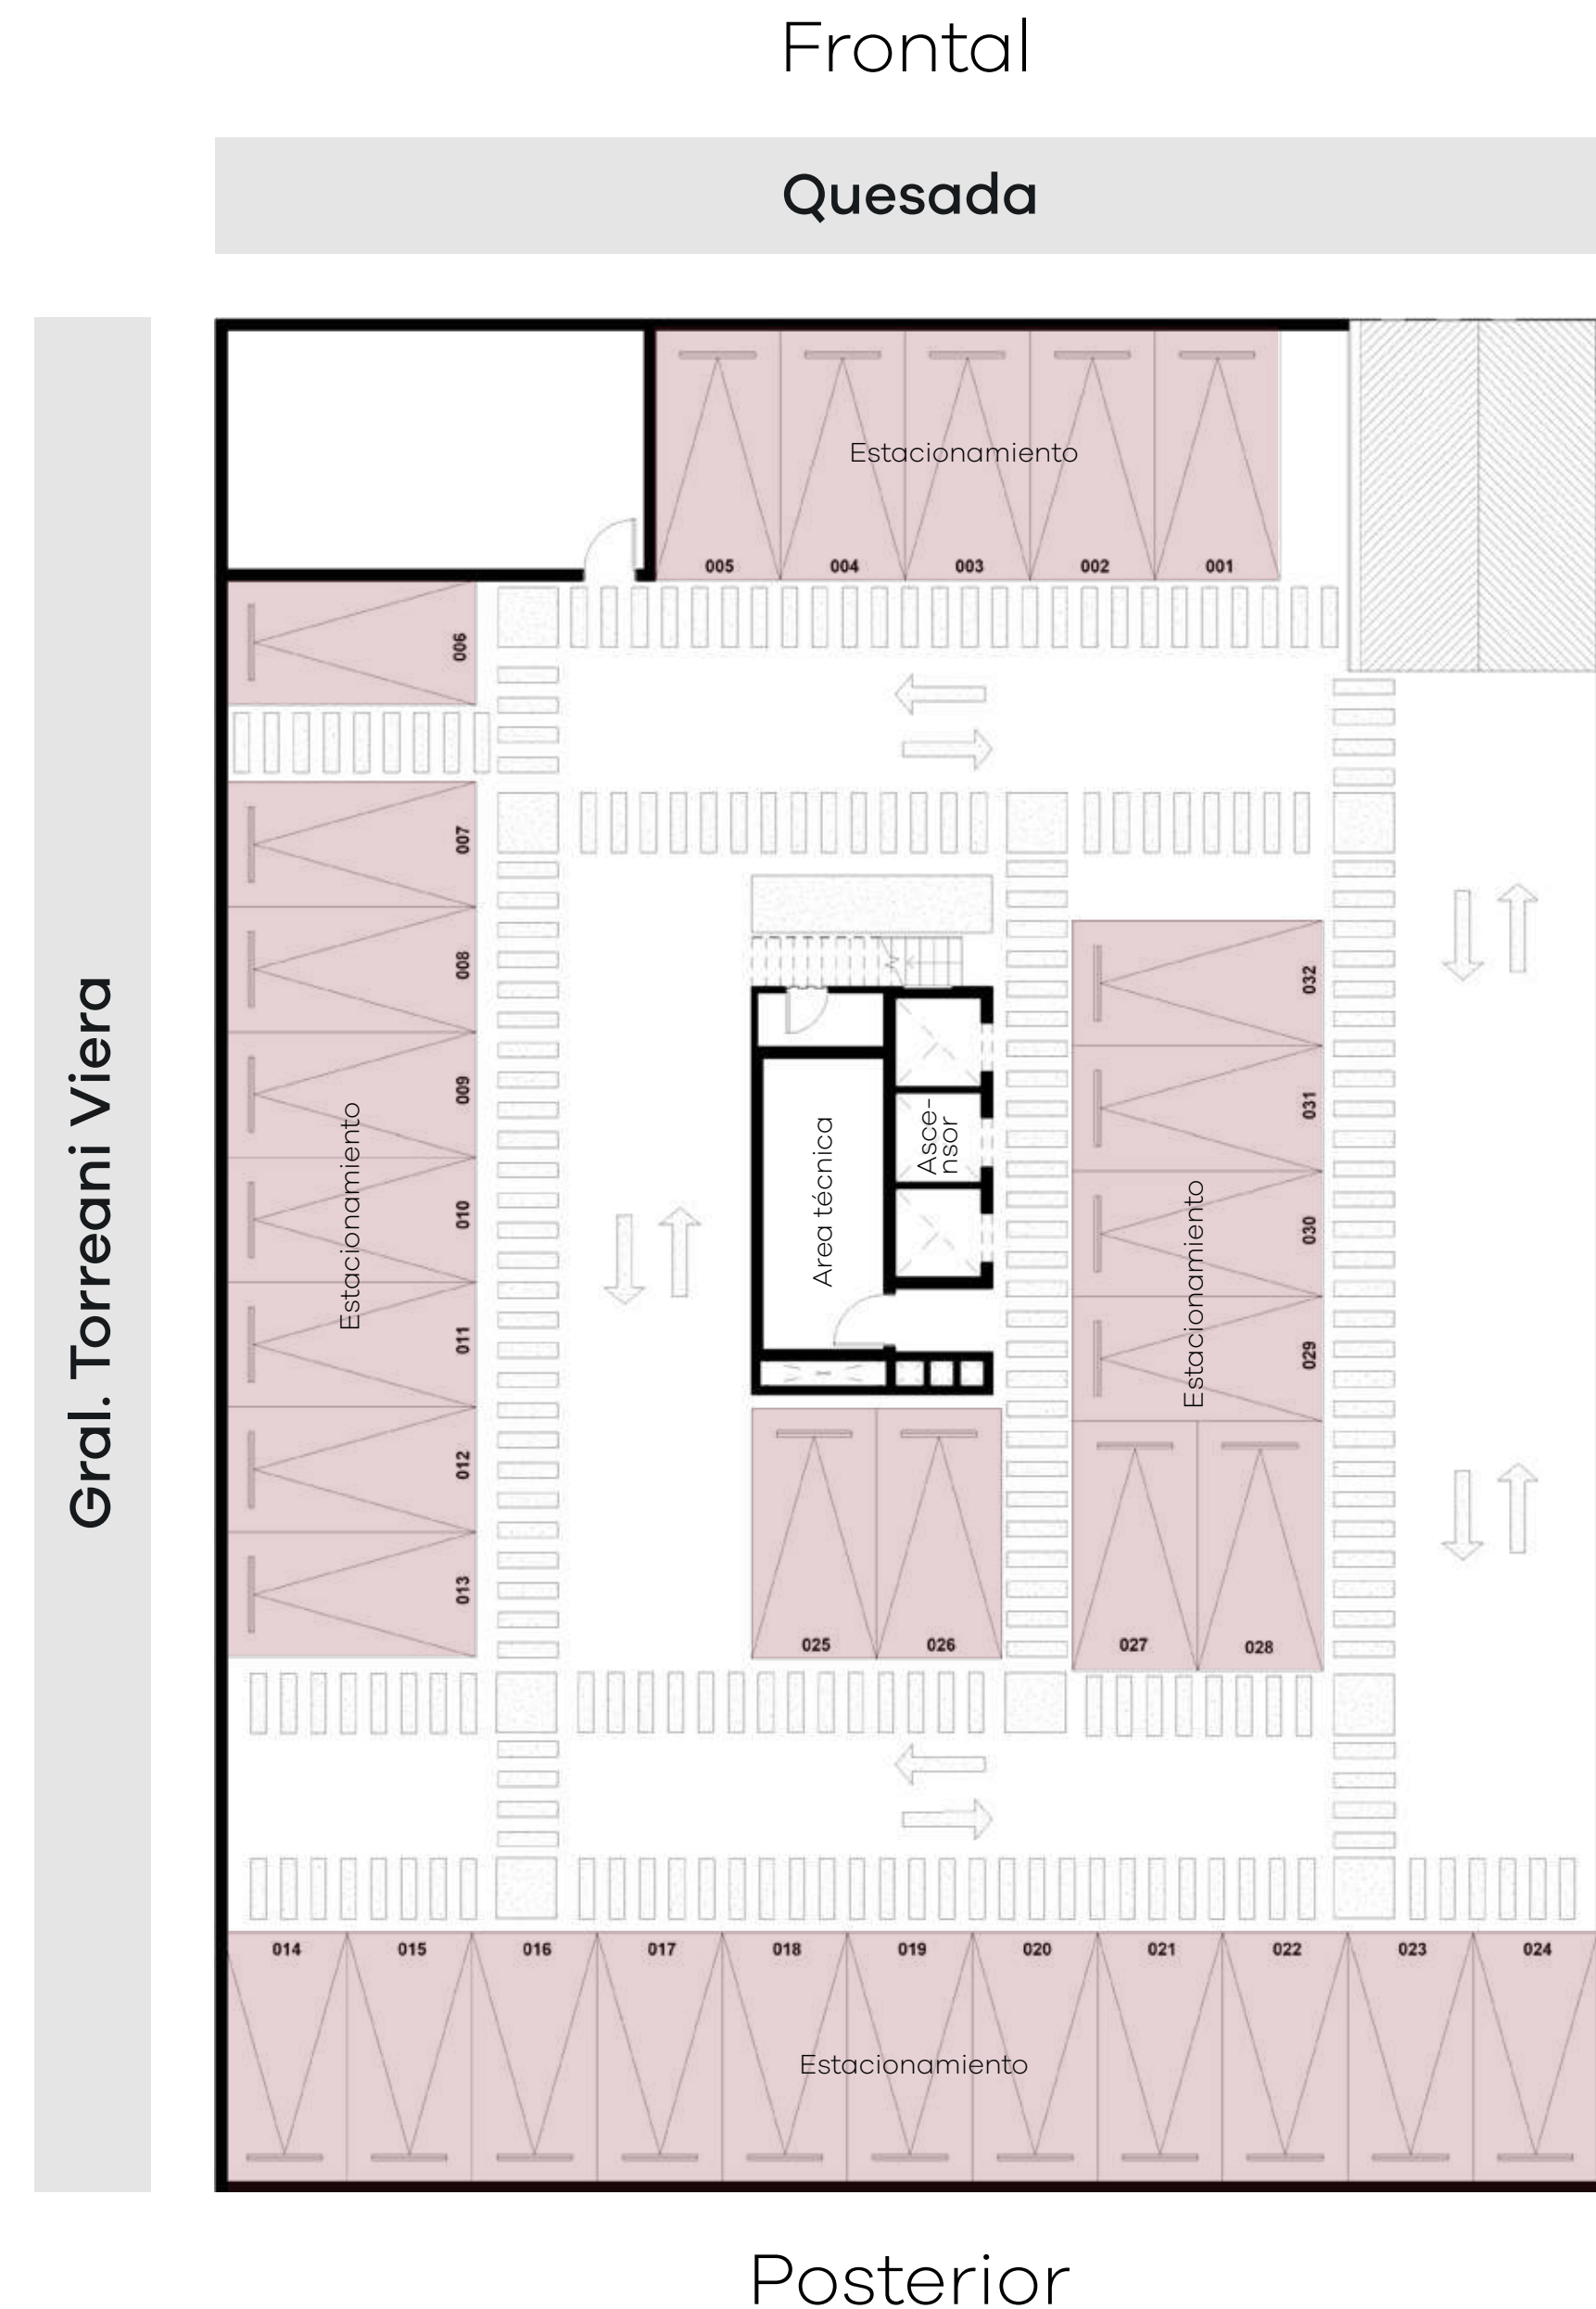 Frontal
Quesada
Gral. Torreani Viera
Estacionamiento
005 004 003 002 001
006
007
008
009
010
011
012
013
Estacionamiento
Area técnica
Asce-
nsor
032
031
030
029
Estacionamiento
025 026 027 028
014 015 016 017 018 019 020 021 022 023 024
Estacionamiento
Posterior